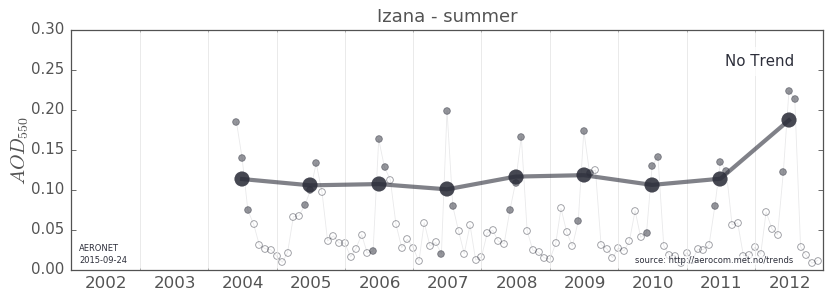 Izana - summer
0.30
0.25
0.20
0.15
0.10
0.05
0.00
AOD550
No Trend
AERONET
2015-09-24
source: http://aerocom.met.no/trends
2002 2003 2004 2005 2006 2007 2008 2009 2010 2011 2012